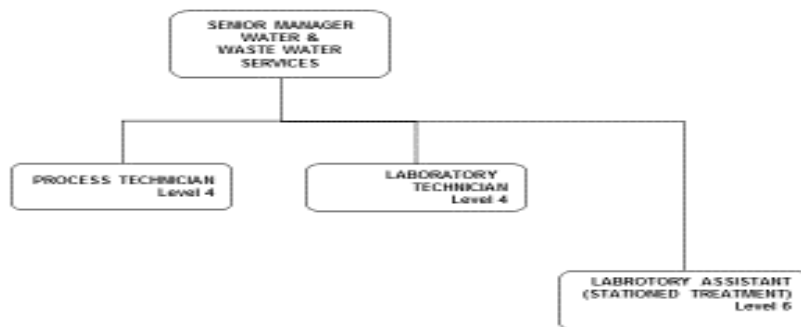 SENIOR MANAGER
WATER &
WASTE WATER
SERVICES
PROCESS TECHNICIAN
Level 4
LABORATORY
TECHNICIAN
Level 4
LABROTORY ASSISTANT
(STATIONED TREATMENT)
Level 6